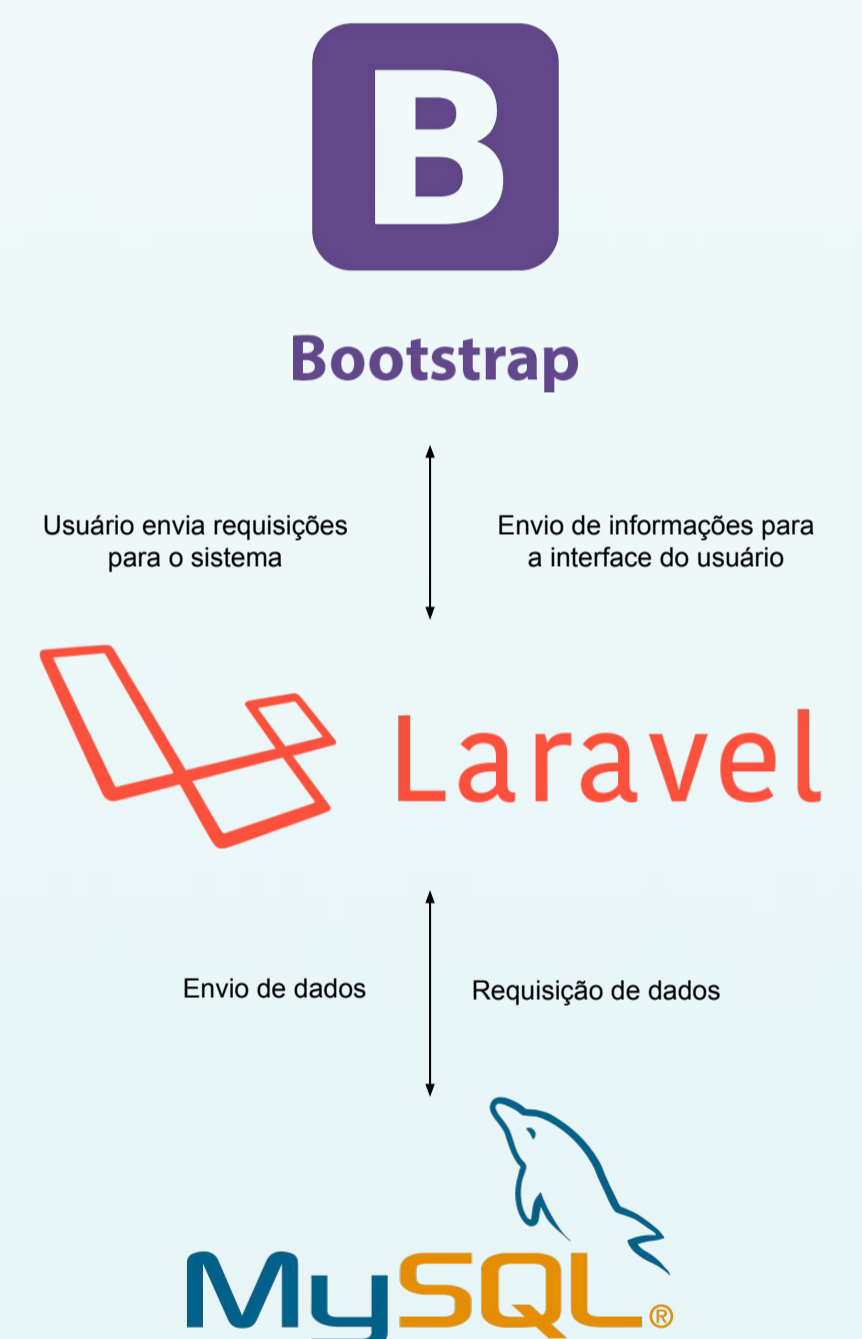 B
Bootstrap
Usuário envia requisições
para o sistema
Envio de informações para
a interface do usuário
Laravel
Envio de dados
Requisição de dados
MySQL®